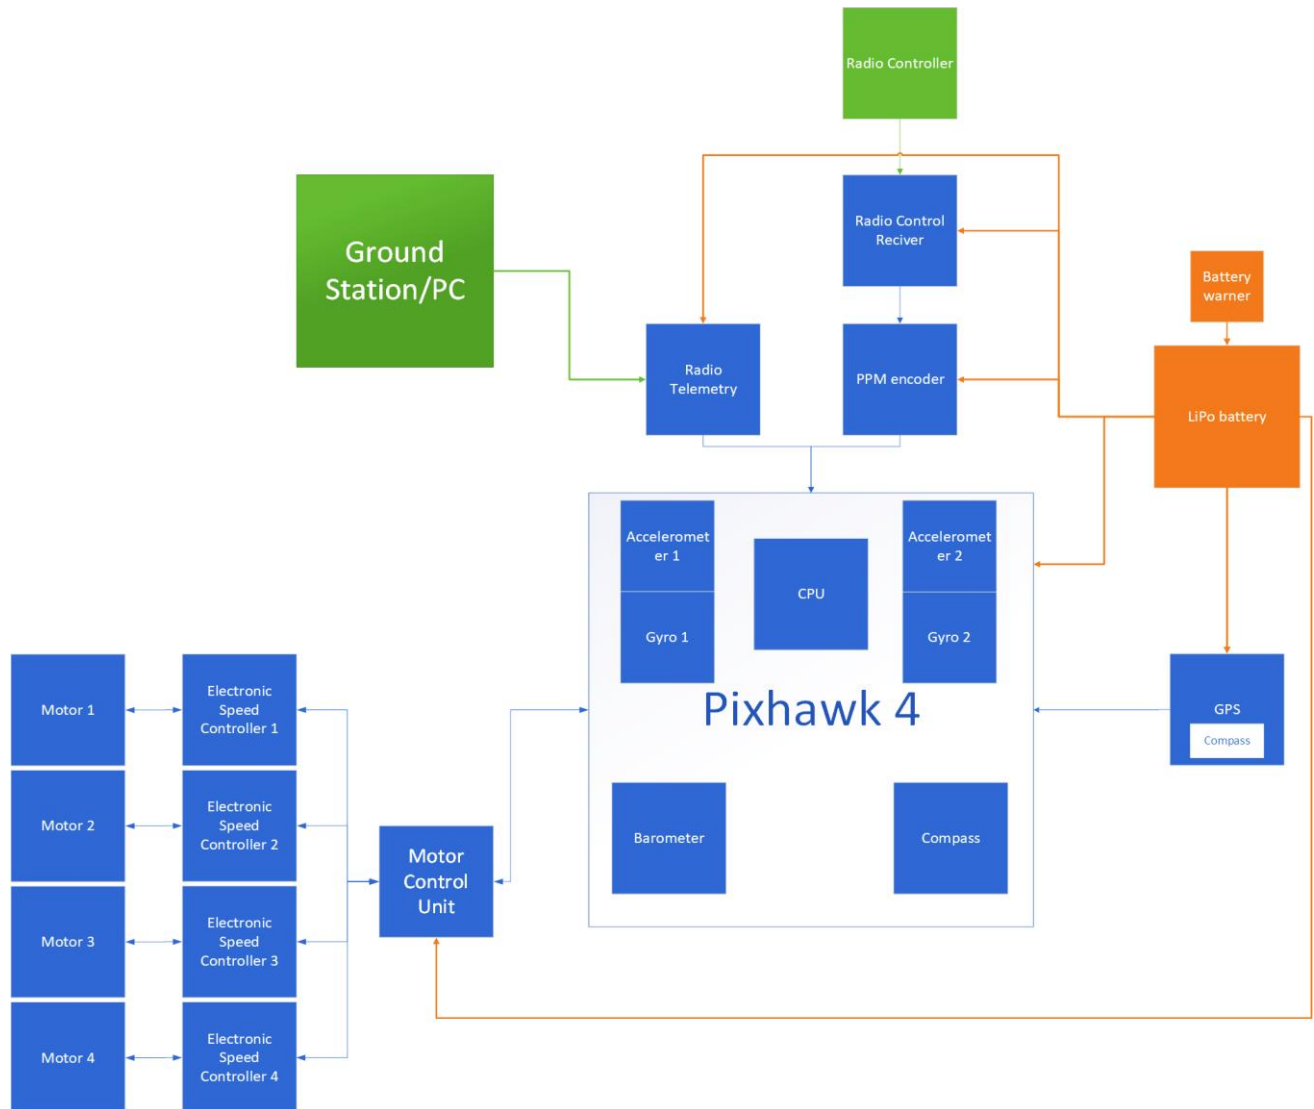 Radio Controller
Ground
Station/PC
Radio Control
Reciver
Battery
warner
Radio
Telemetry
PPM encoder
LiPo battery
Acceleromet
er 1
Acceleromet
er 2
CPU
Gyro 1
Gyro 2
Pixhawk 4
GPS
Compass
Barometer
Compass
Motor 1
Electronic
Speed
Controller 1
Motor 2
Electronic
Speed
Controller 2
Motor
Control
Unit
Motor 3
Electronic
Speed
Controller 3
Motor 4
Electronic
Speed
Controller 4